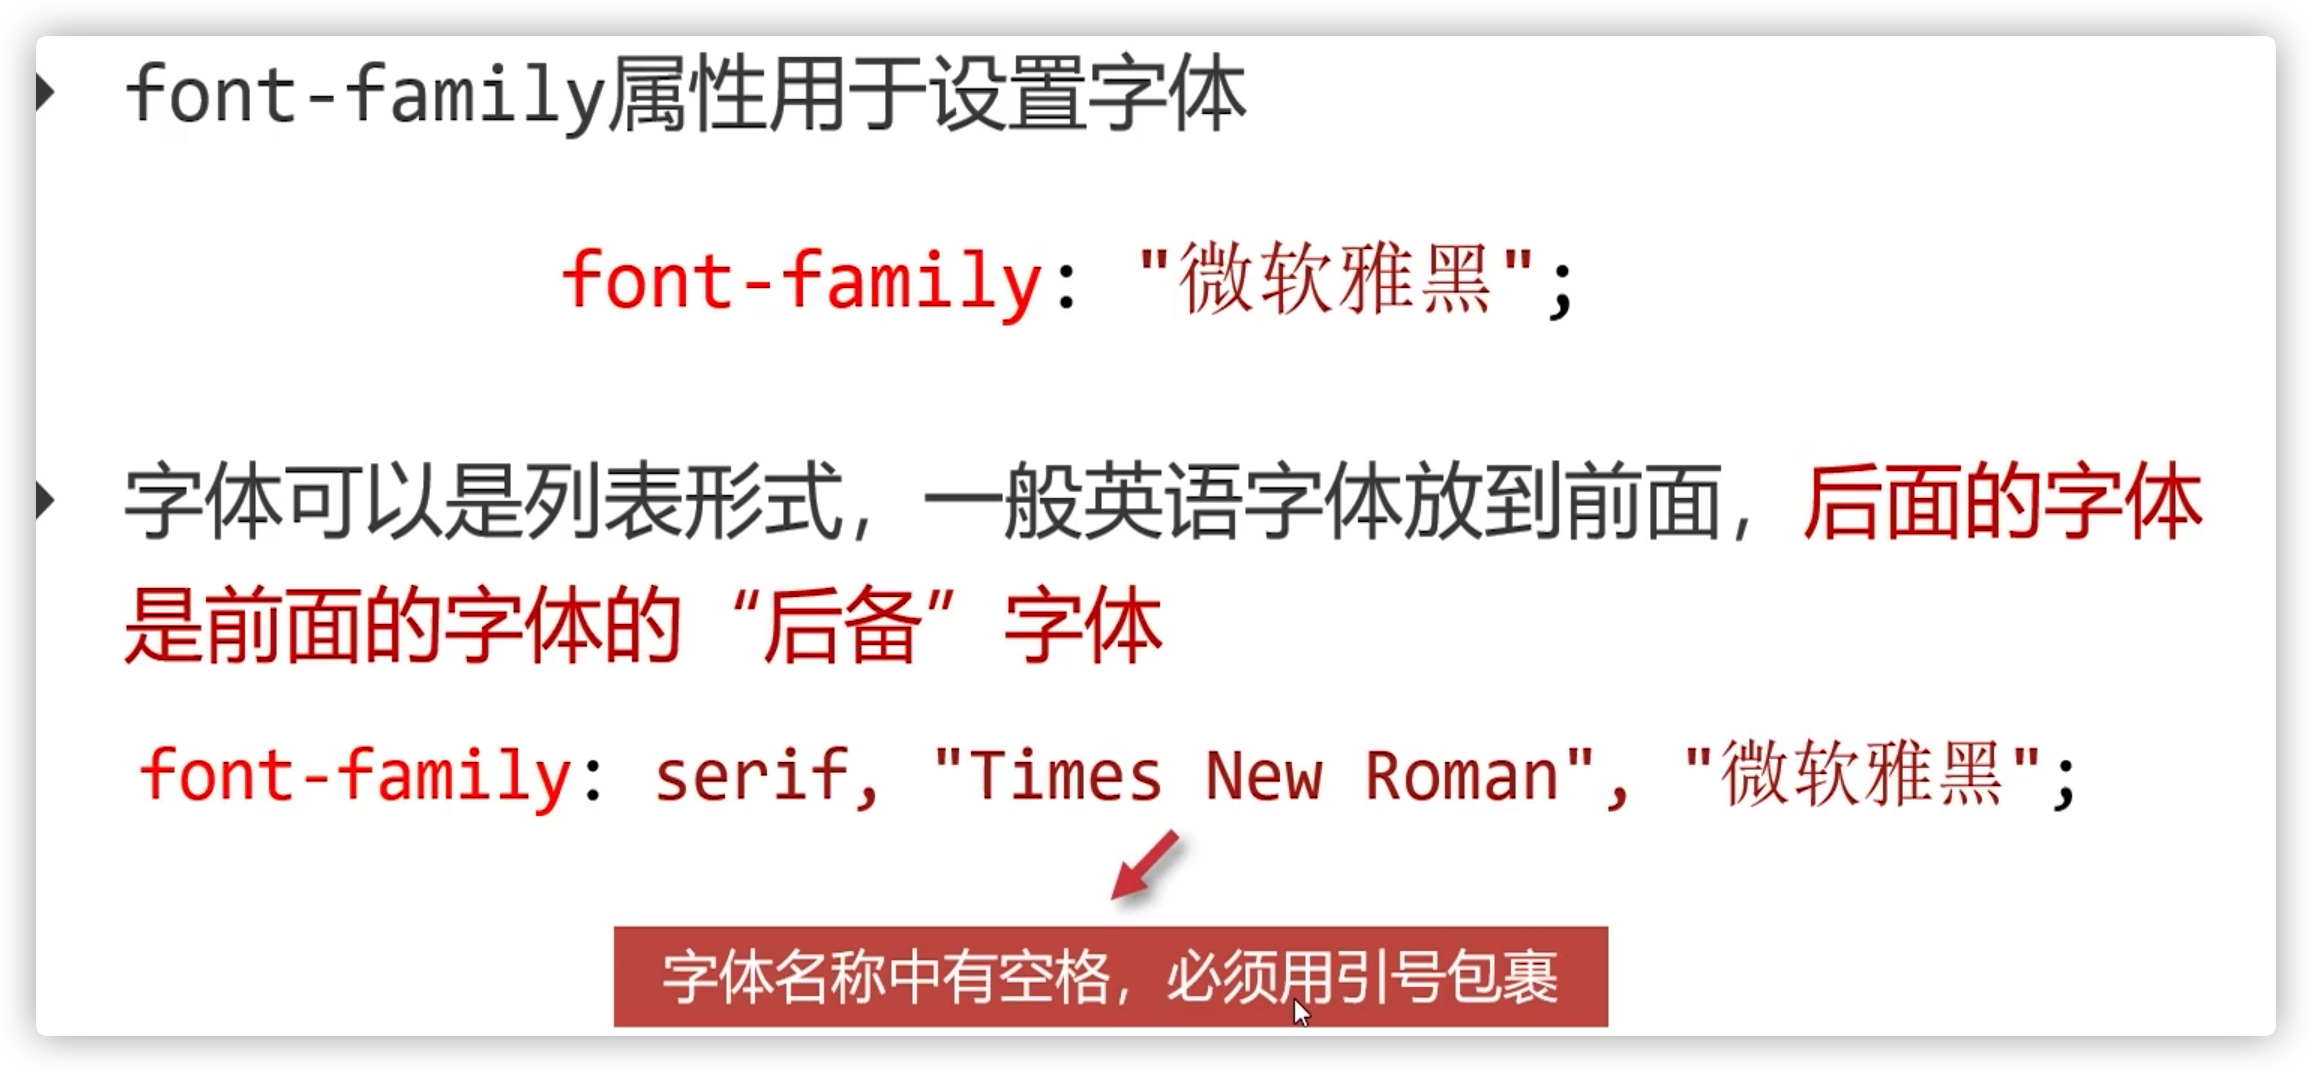 font-family属性用于设置字体
font-family: "微软雅黑";
字体可以是列表形式，一般英语字体放到前面，后面的字体
是前面的字体的“后备”字体
font-family: serif, "Times New Roman", "微软雅黑";
字体名称中有空格，必须用引号包裹